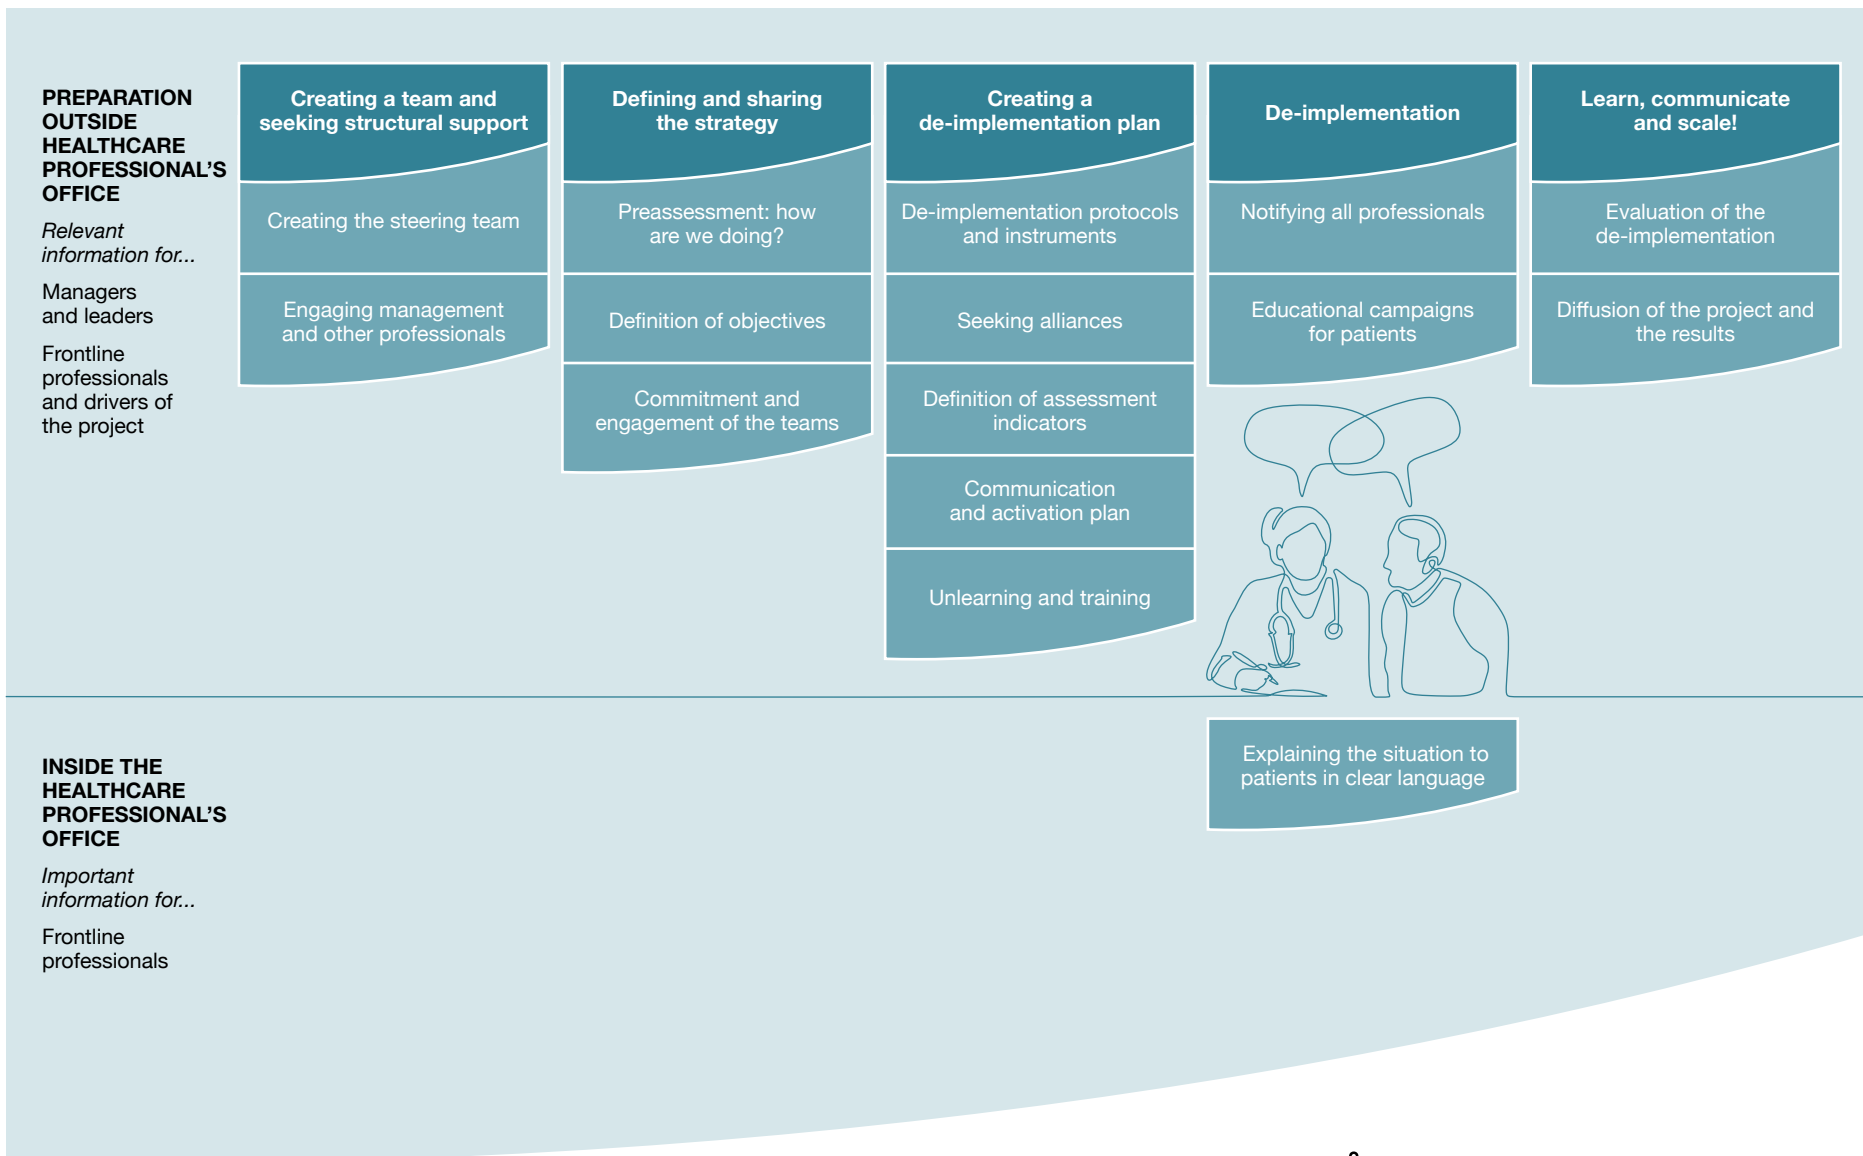 PREPARATION
OUTSIDE
HEALTHCARE
PROFESSIONAL'S
OFFICE
Relevant
information for...
Managers
and leaders
Frontline
professionals
and drivers of
the project
Creating a team and
seeking structural support
Creating the steering team
Engaging management
and other professionals
Defining and sharing
the strategy
Preassessment: how
are we doing?
Definition of objectives
Commitment and
engagement of the teams
Creating a
de-implementation plan
De-implementation protocols
and instruments
Seeking alliances
Definition of assessment
indicators
Communication
and activation plan
Unlearning and training
De-implementation
Notifying all professionals
Educational campaigns
for patients
Learn, communicate
and scale!
Evaluation of the
de-implementation
Diffusion of the project and
the results
INSIDE THE
HEALTHCARE
PROFESSIONAL'S
OFFICE
Important
information for...
Frontline
professionals
Explaining the situation to
patients in clear language